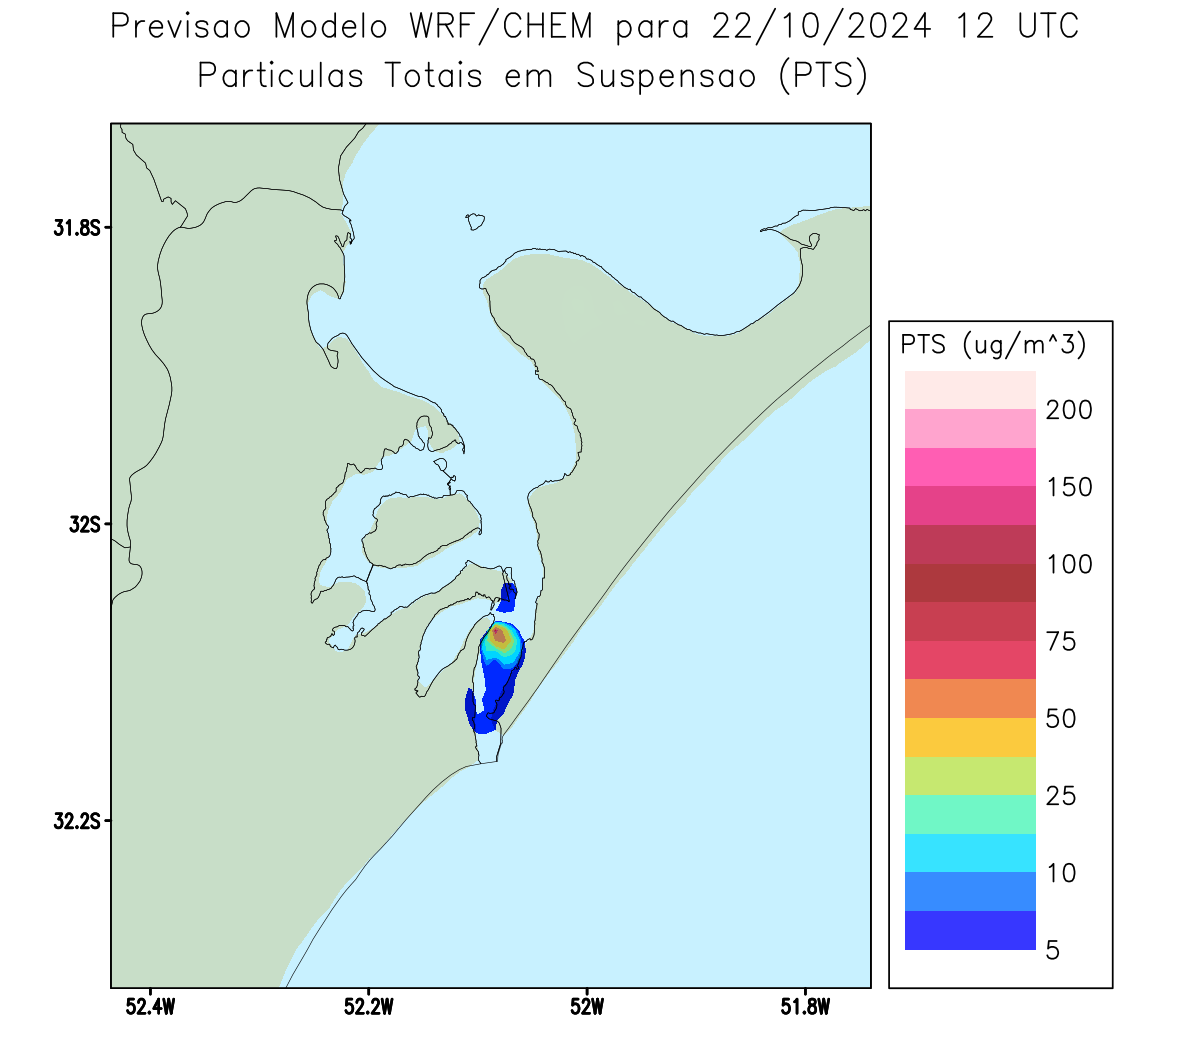 Previsao Modelo WRF/CHEM para 22/10/2024 12 UTC
Particulas Totais em Suspensao (PTS)
31.8S
32S
32.2S
52.4W
52.2W
52W
51.8W
PTS (ug/m^3)
200
150
100
75
50
25
10
5